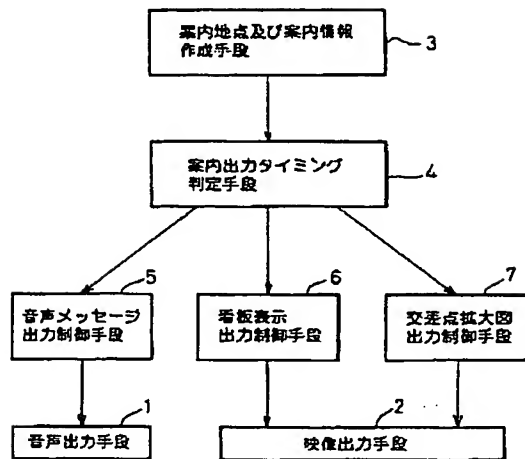 案内地点及び案内情報
作成手段
3
案内出力タイミング
判定手段
4
5
6
7
音声メッセージ
出力制御手段
看板表示
出力制御手段
交差点拡大図
出力制御手段
1
2
音声出力手段
映像出力手段